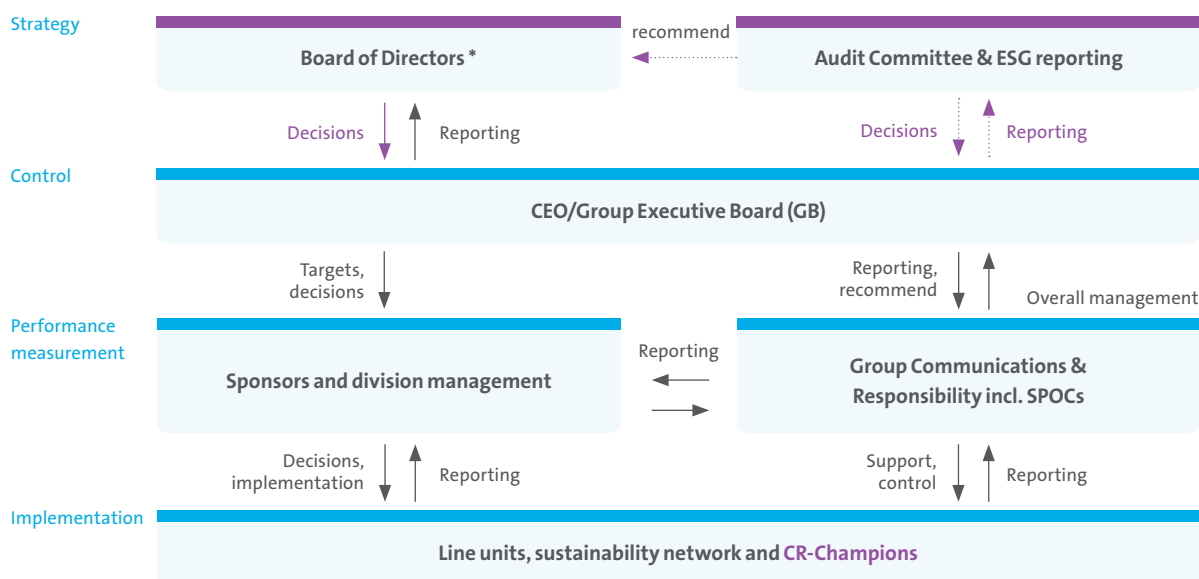 Strategy
Board of Directors *
recommend
Audit Committee & ESG reporting
Decisions
Reporting
Decisions
Reporting
Control
CEO/Group Executive Board (GB)
Targets,
decisions
Reporting,
recommend
Overall management
Performance
measurement
Sponsors and division management
Reporting
Group Communications &
Responsibility incl. SPOCs
Decisions,
implementation
Reporting
Support,
control
Reporting
Implementation
Line units, sustainability network and CR-Champions